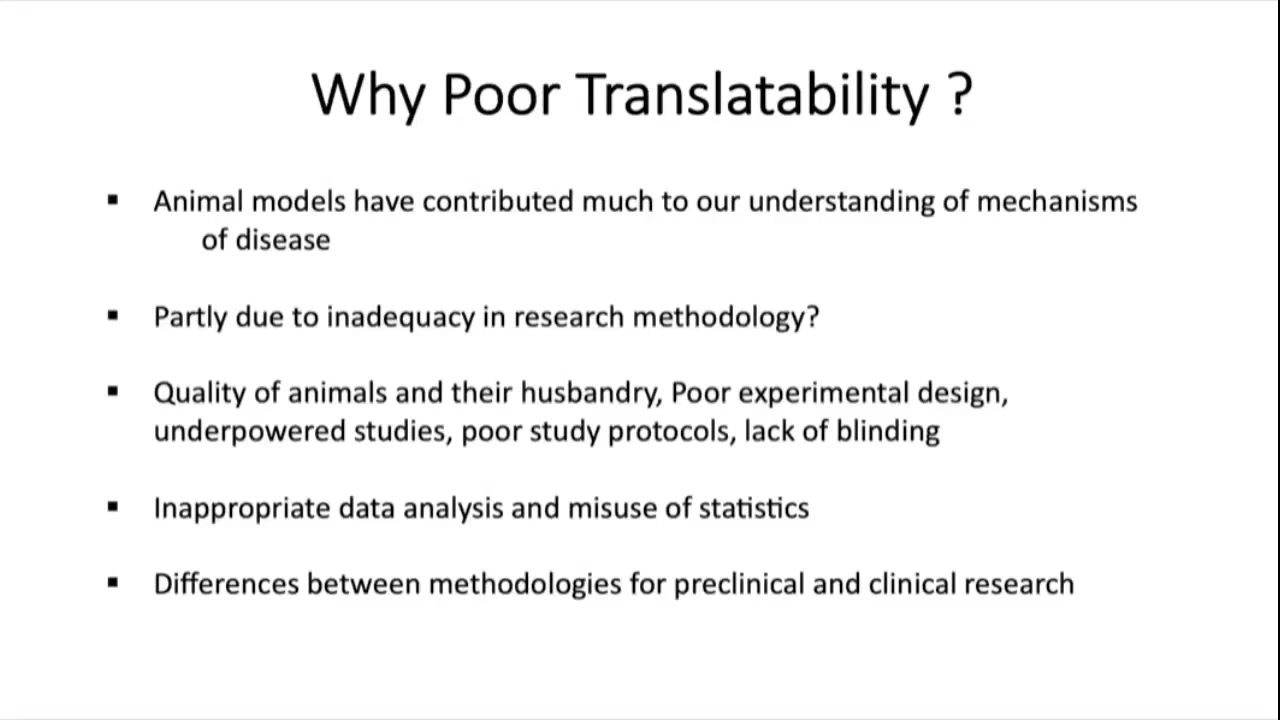 Why Poor Translatability ?
▪ Animal models have contributed much to our understanding of mechanisms
of disease
▪ Partly due to inadequacy in research methodology?
▪ Quality of animals and their husbandry, Poor experimental design,
underpowered studies, poor study protocols, lack of blinding
▪ Inappropriate data analysis and misuse of statistics
▪ Differences between methodologies for preclinical and clinical research